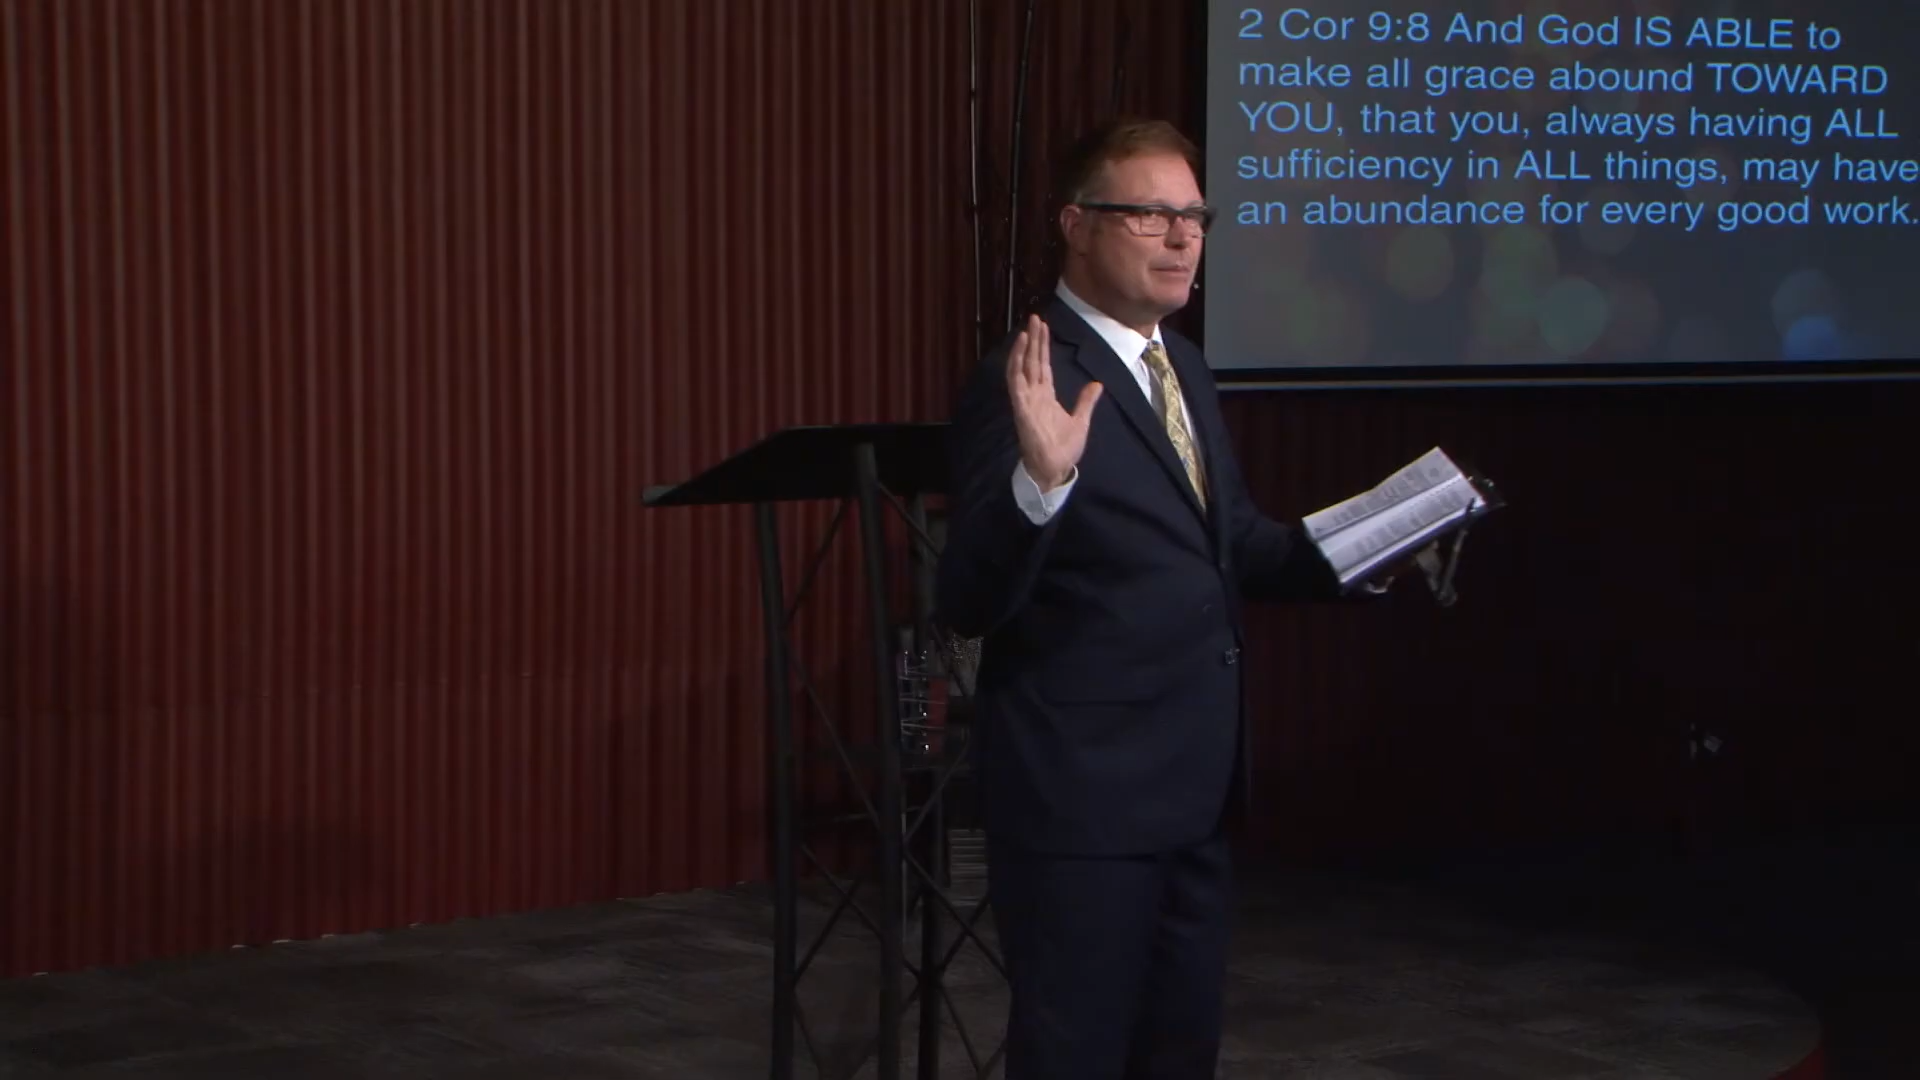 2 Cor 9:8 And God IS ABLE to
make all grace abound TOWARD
YOU, that you, always having ALL
sufficiency in ALL things, may have
an abundance for every good work.